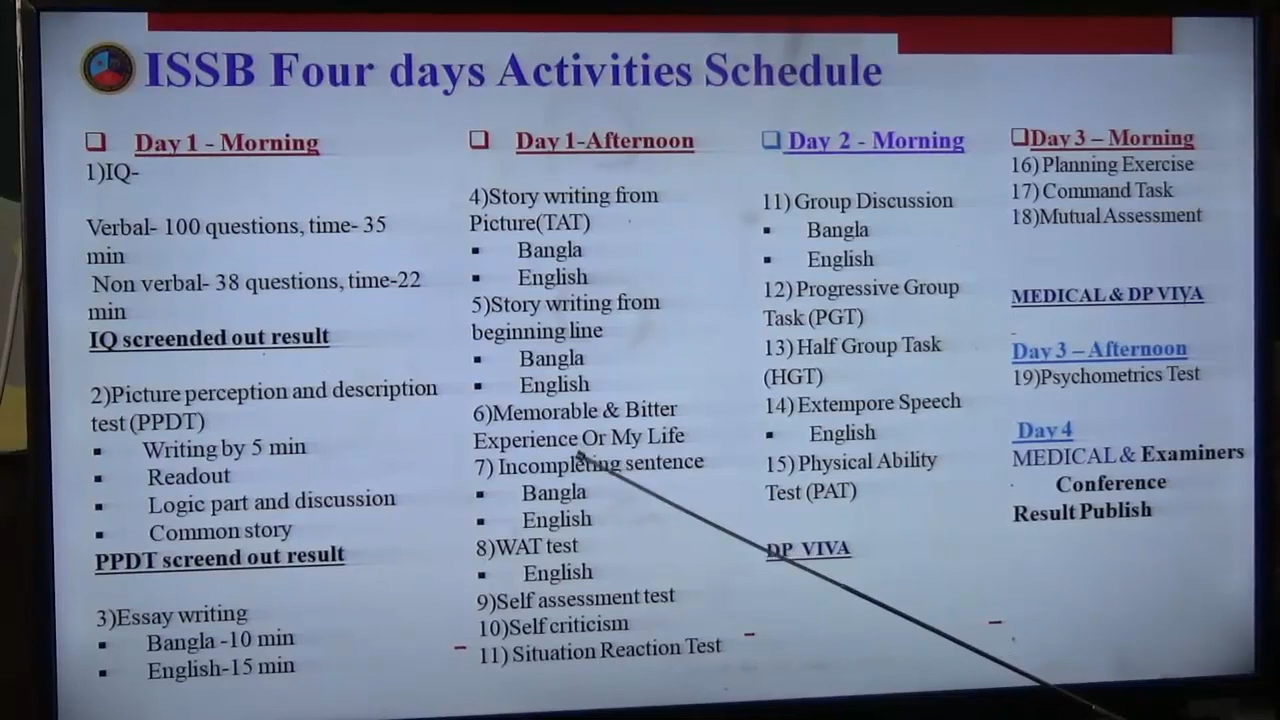 ISSB Four days Activities Schedule
❑ Day 1 - Morning
1)IQ-
Verbal- 100 questions, time- 35
min
Non verbal- 38 questions, time-22
min
IQ screended out result
2)Picture perception and description
test (PPDT)
▪ Writing by 5 min
▪ Readout
▪ Logic part and discussion
▪ Common story
PPDT screend out result
3)Essay writing
▪ Bangla -10 min
▪ English-15 min
❑ Day 1-Afternoon
4)Story writing from
Picture(TAT)
▪ Bangla
▪ English
5)Story writing from
beginning line
▪ Bangla
▪ English
6)Memorable & Bitter
Experience Or My Life
7) Incompleting sentence
▪ Bangla
▪ English
8)WAT test
▪ English
9)Self assessment test
10)Self criticism
11) Situation Reaction Test
❑ Day 2 - Morning
11) Group Discussion
▪ Bangla
▪ English
12) Progressive Group
Task (PGT)
13) Half Group Task
(HGT)
14) Extempore Speech
▪ English
15) Physical Ability
Test (PAT)
DP VIVA
❑Day 3 – Morning
16) Planning Exercise
17) Command Task
18)Mutual Assessment
MEDICAL & DP VIVA
Day 3 – Afternoon
19)Psychometrics Test
Day 4
MEDICAL & Examiners
Conference
Result Publish